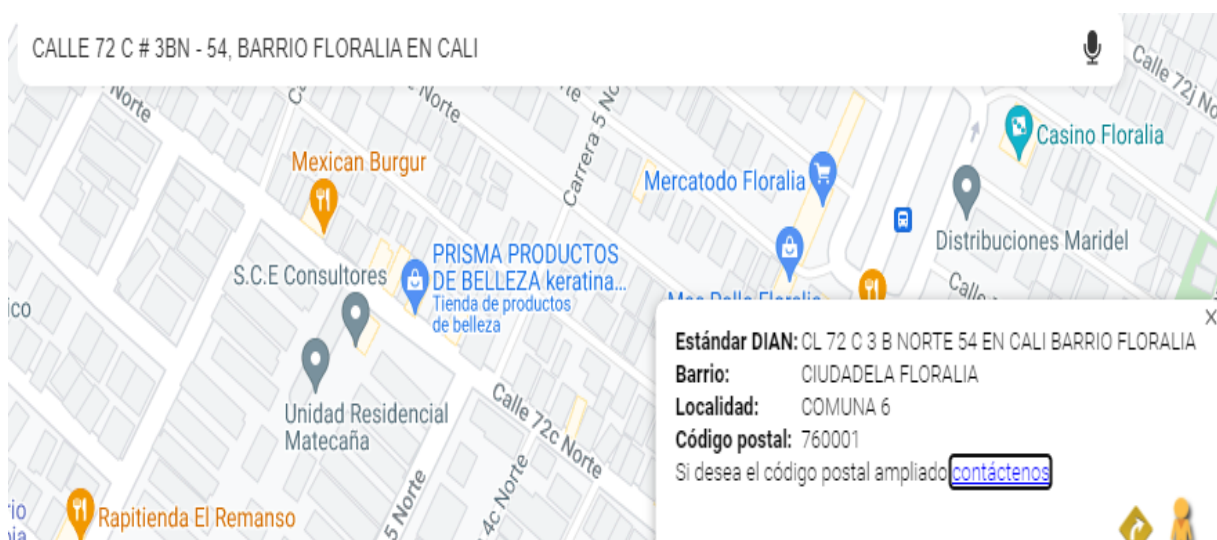 CALLE 72 C # 3BN - 54, BARRIO FLORALIA EN CALI
Calle 72j No
Norte
Norte
Carrera 5 No
Casino Floralia
Mexican Burgur
Mercatodo Floralia
Distribuciones Maridel
PRISMA PRODUCTOS
DE BELLEZA keratina...
Tienda de productos
de belleza
S.C.E Consultores
Calle
ico
Unidad Residencial
Matecaña
Calle 72c Norte
5 Norte
4c Norte
Rapitienda El Remanso
Estándar DIAN: CL 72 C 3 B NORTE 54 EN CALI BARRIO FLORALIA
Barrio: CIUDADELA FLORALIA
Localidad: COMUNA 6
Código postal: 760001
Si desea el código postal ampliado contáctenos